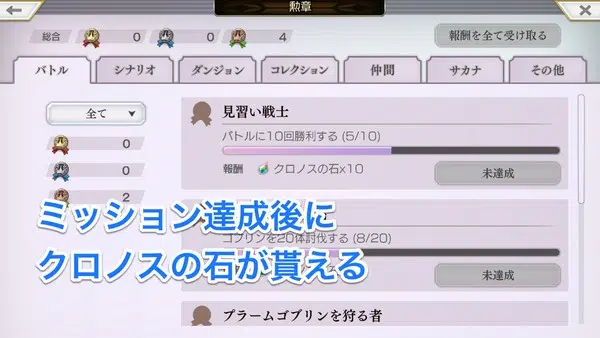 勲章
総合 0 0 4
報酬を全て受け取る
バトル シナリオ ダンジョン コレクション 仲間 サカナ その他
全て
0
0
2
見習い戦士
バトルに10回勝利する (5/10)
報酬 クロノスの石x10
未達成
ミッション達成後に
クロノスの石が貰える
ゴブリンを20体討伐する (8/20)
未達成
プラームゴブリンを狩る者